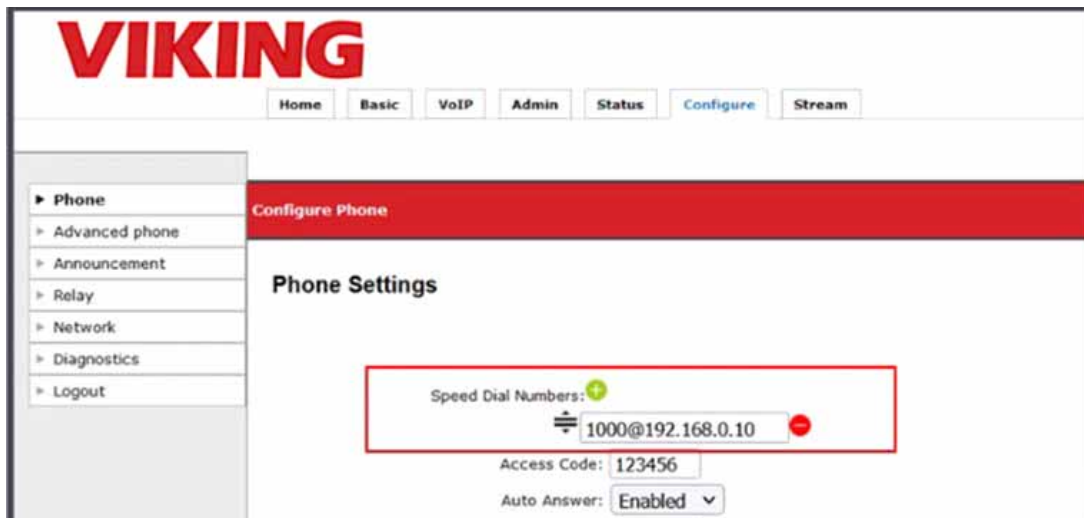 VIKING
Home Basic VoIP Admin Status Configure Stream
Phone
Configure Phone
Advanced phone
Announcement
Relay
Network
Diagnostics
Logout
Phone Settings
Speed Dial Numbers:
1000@192.168.0.10
Access Code: 123456
Auto Answer: Enabled